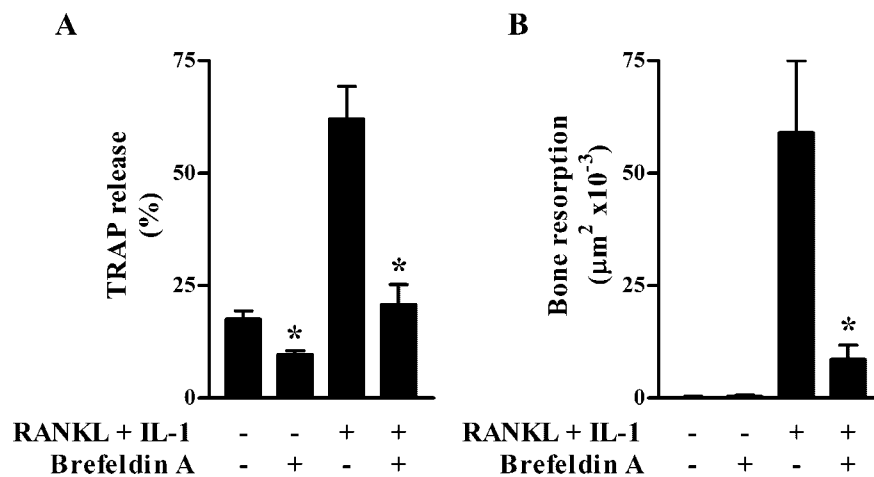 A
75
50
25
0
TRAP release
(%)
*
*
RANKL + IL-1 - - + +
Brefeldin A - + - +
B
75
50
25
0
Bone resorption
(µm² x10⁻³)
*
RANKL + IL-1 - - + +
Brefeldin A - + - +